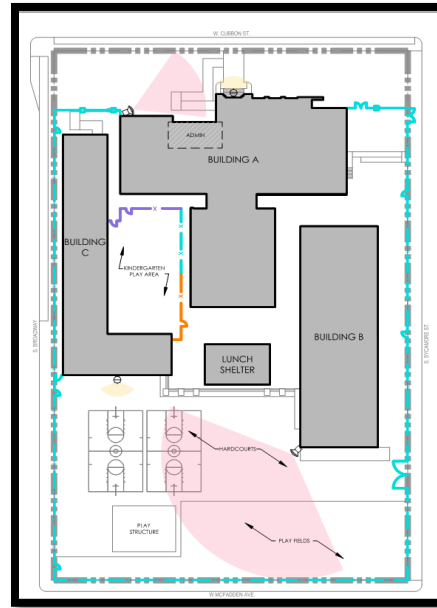 W. CUBBON ST.
ADMIN
BUILDING A
BUILDING
C
KINDERGARTEN
PLAY AREA
BUILDING B
S. BROADWAY
S. SYCAMORE ST.
LUNCH
SHELTER
HARDCOURTS
PLAY
STRUCTURE
PLAY FIELDS
W. MCFADDEN AVE.